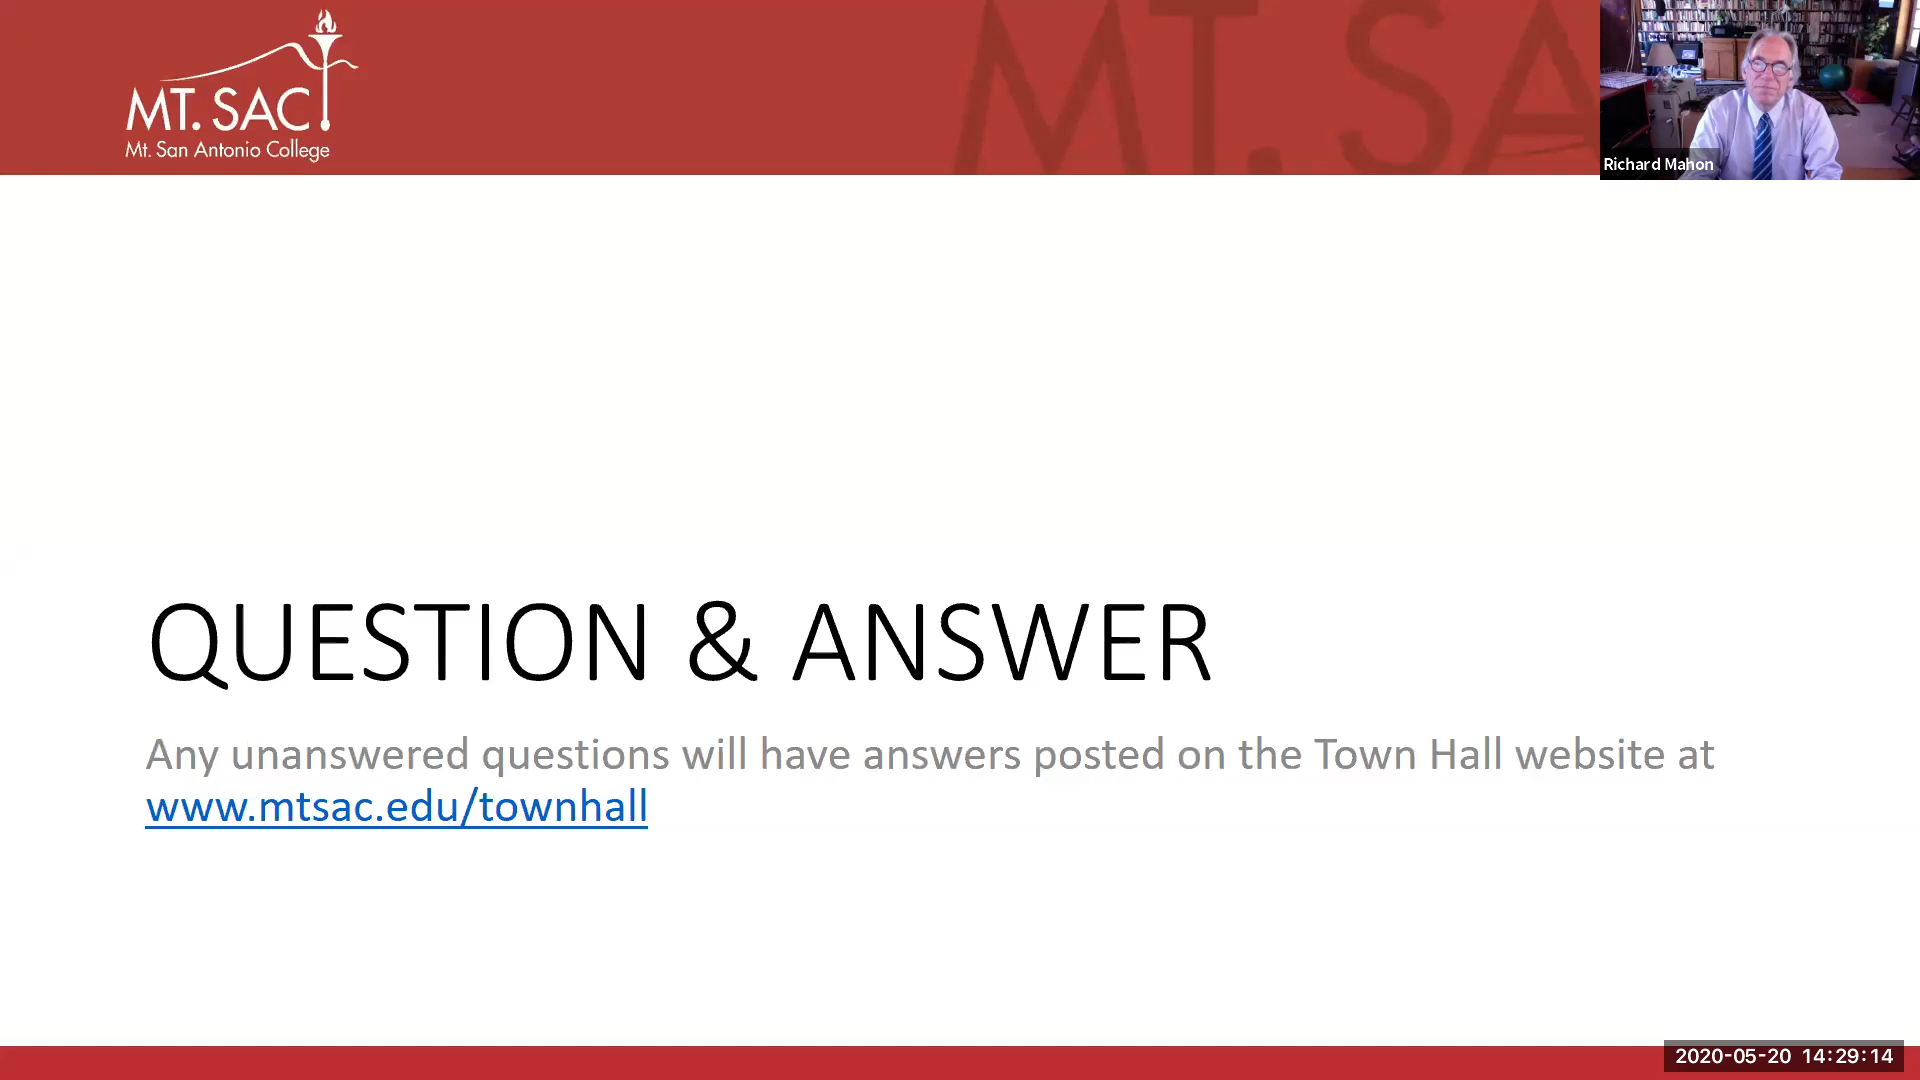 MT. SAC
Mt. San Antonio College
MT. SA
Richard Mahon
QUESTION & ANSWER
Any unanswered questions will have answers posted on the Town Hall website at
www.mtsac.edu/townhall
2020-05-20 14:29:14